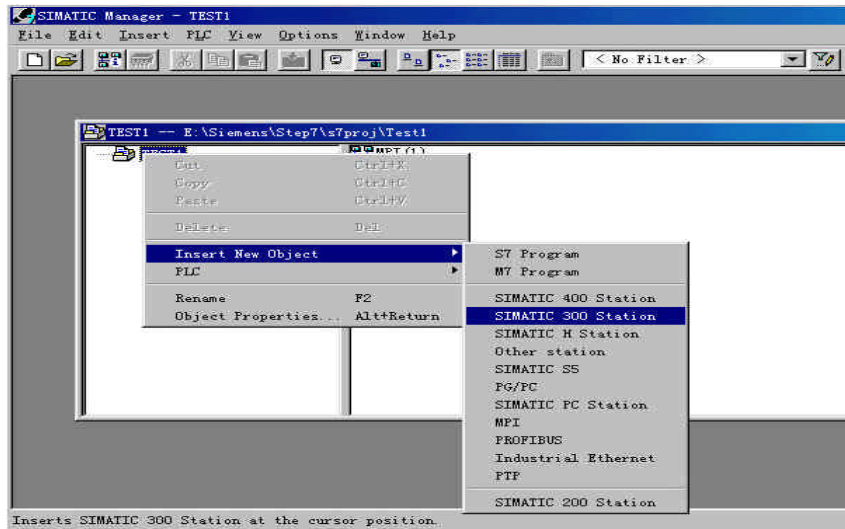 SIMATIC Manager - TEST1
File Edit Insert PLC View Options Window Help
< No Filter >
TEST1 -- E:\Siemens\Step7\s7proj\Test1
MPI(1)
Cut Ctrl+X
Copy Ctrl+C
Paste Ctrl+V
Delete Del
Insert New Object
PLC
Rename F2
Object Properties... Alt+Return
S7 Program
M7 Program
SIMATIC 400 Station
SIMATIC 300 Station
SIMATIC H Station
Other station
SIMATIC S5
PG/PC
SIMATIC PC Station
MPI
PROFIBUS
Industrial Ethernet
PTP
SIMATIC 200 Station
Inserts SIMATIC 300 Station at the cursor position.